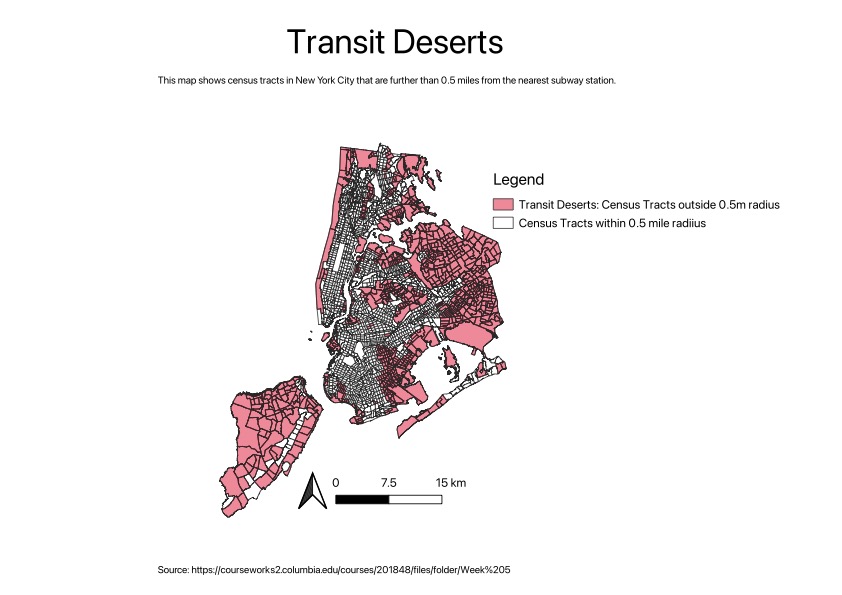 Transit Deserts
This map shows census tracts in New York City that are further than 0.5 miles from the nearest subway station.
Legend
Transit Deserts: Census Tracts outside 0.5m radius
Census Tracts within 0.5 mile radiius
0 7.5 15 km
Source: https://courseworks2.columbia.edu/courses/201848/files/folder/Week%205